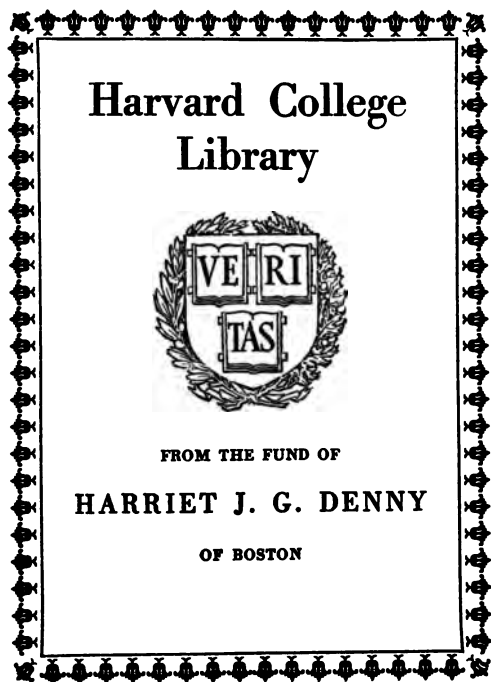 Harvard College
Library
VE RI
TAS
FROM THE FUND OF
HARRIET J. G. DENNY
OF BOSTON